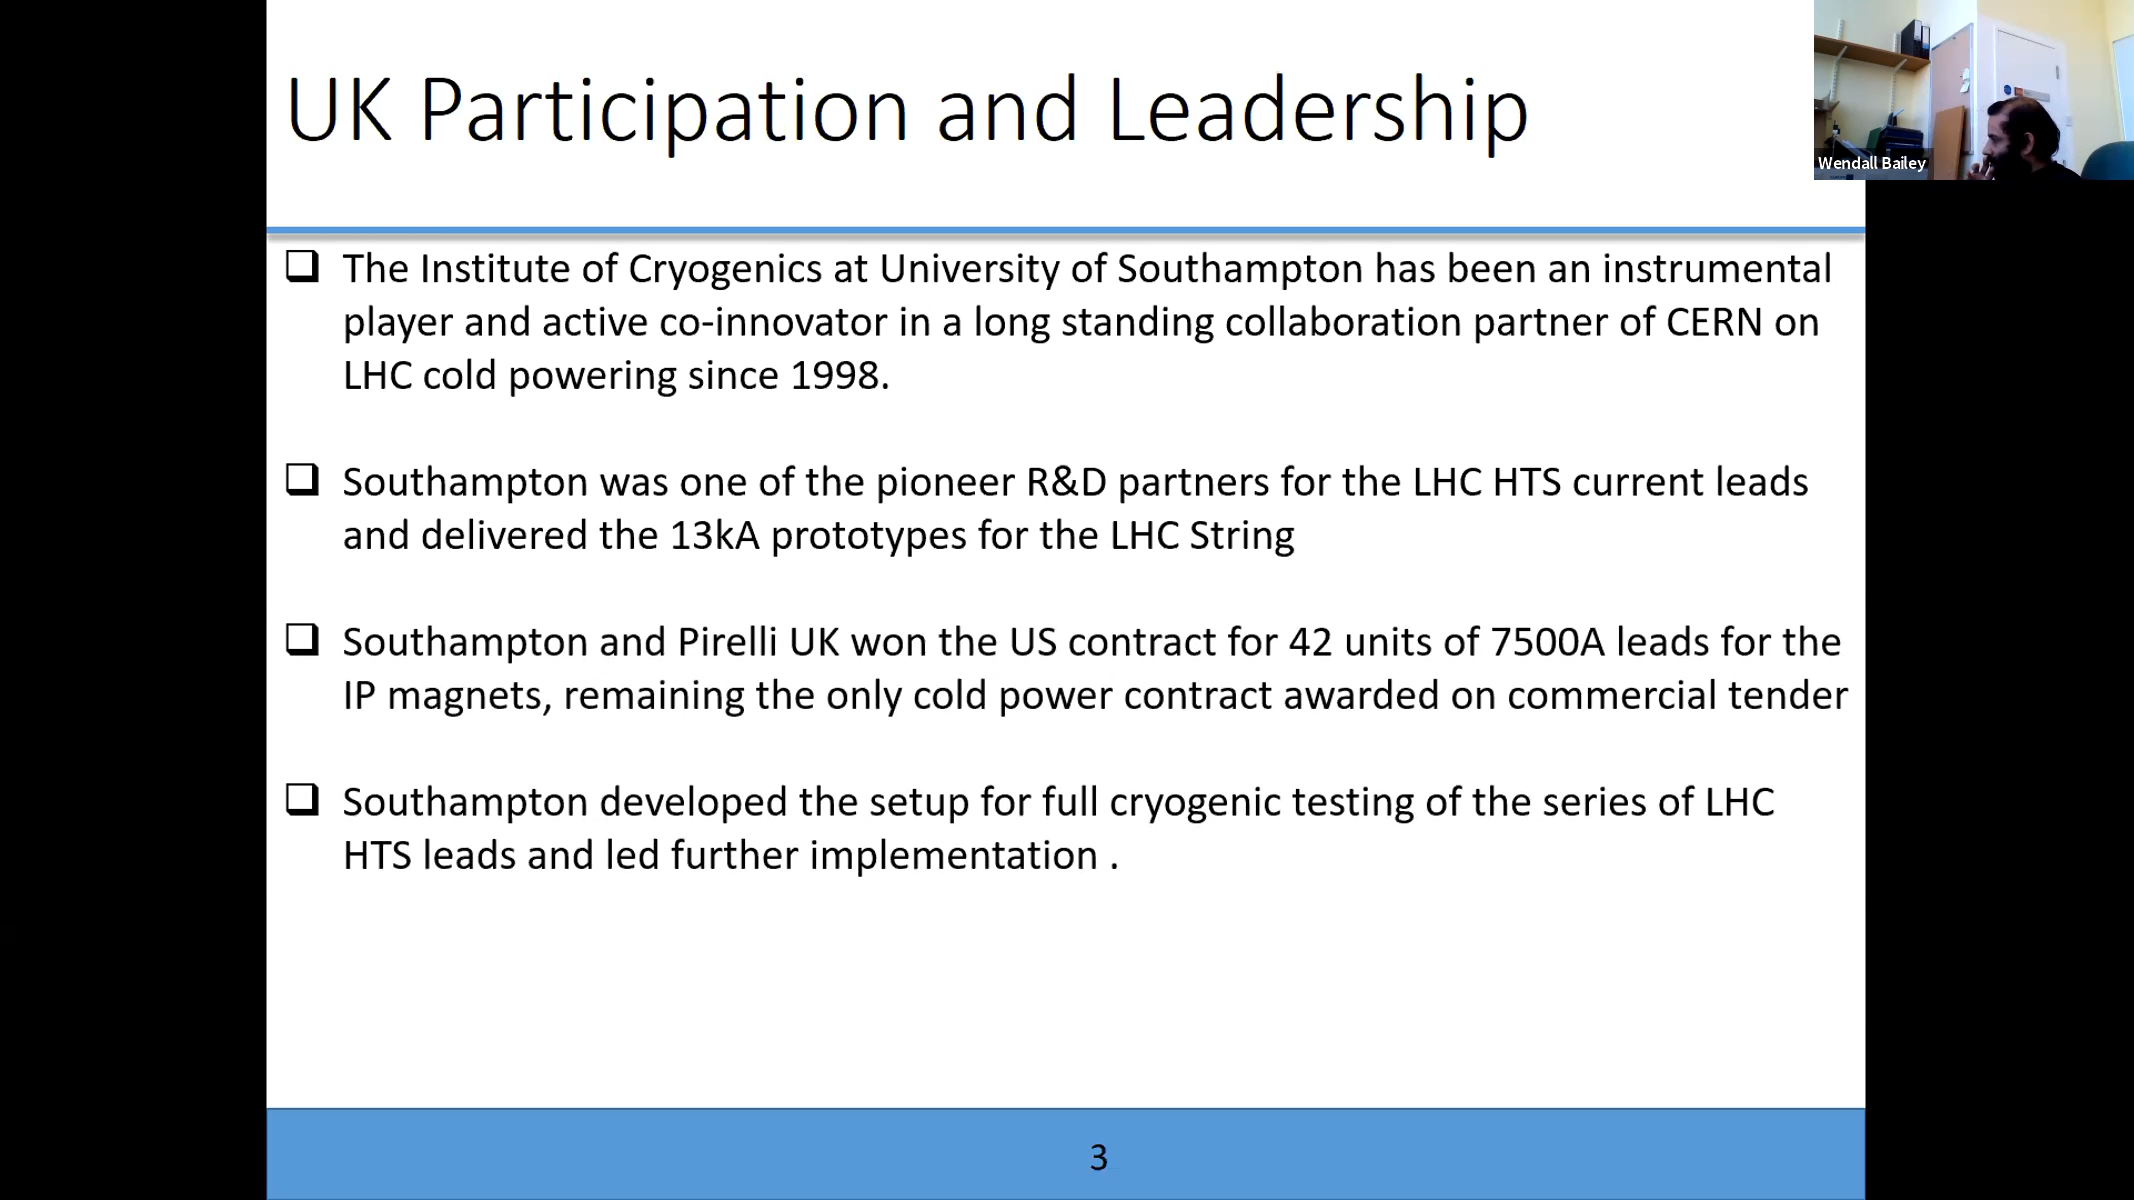 UK Participation and Leadership
Wendall Bailey
❑ The Institute of Cryogenics at University of Southampton has been an instrumental
player and active co-innovator in a long standing collaboration partner of CERN on
LHC cold powering since 1998.
❑ Southampton was one of the pioneer R&D partners for the LHC HTS current leads
and delivered the 13kA prototypes for the LHC String
❑ Southampton and Pirelli UK won the US contract for 42 units of 7500A leads for the
IP magnets, remaining the only cold power contract awarded on commercial tender
❑ Southampton developed the setup for full cryogenic testing of the series of LHC
HTS leads and led further implementation .
3